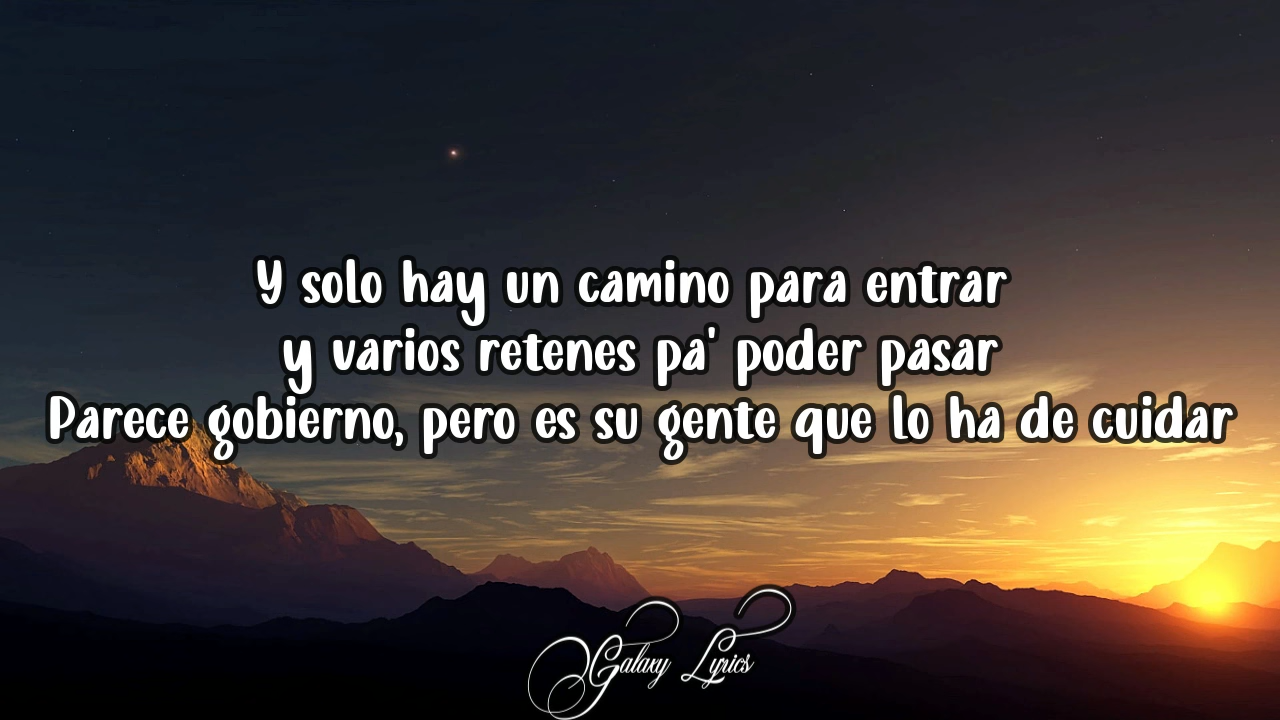 Y solo hay un camino para entrar
y varios retenes pa' poder pasar
Parece gobierno, pero es su gente que lo ha de cuidar
Galaxy Lyrics